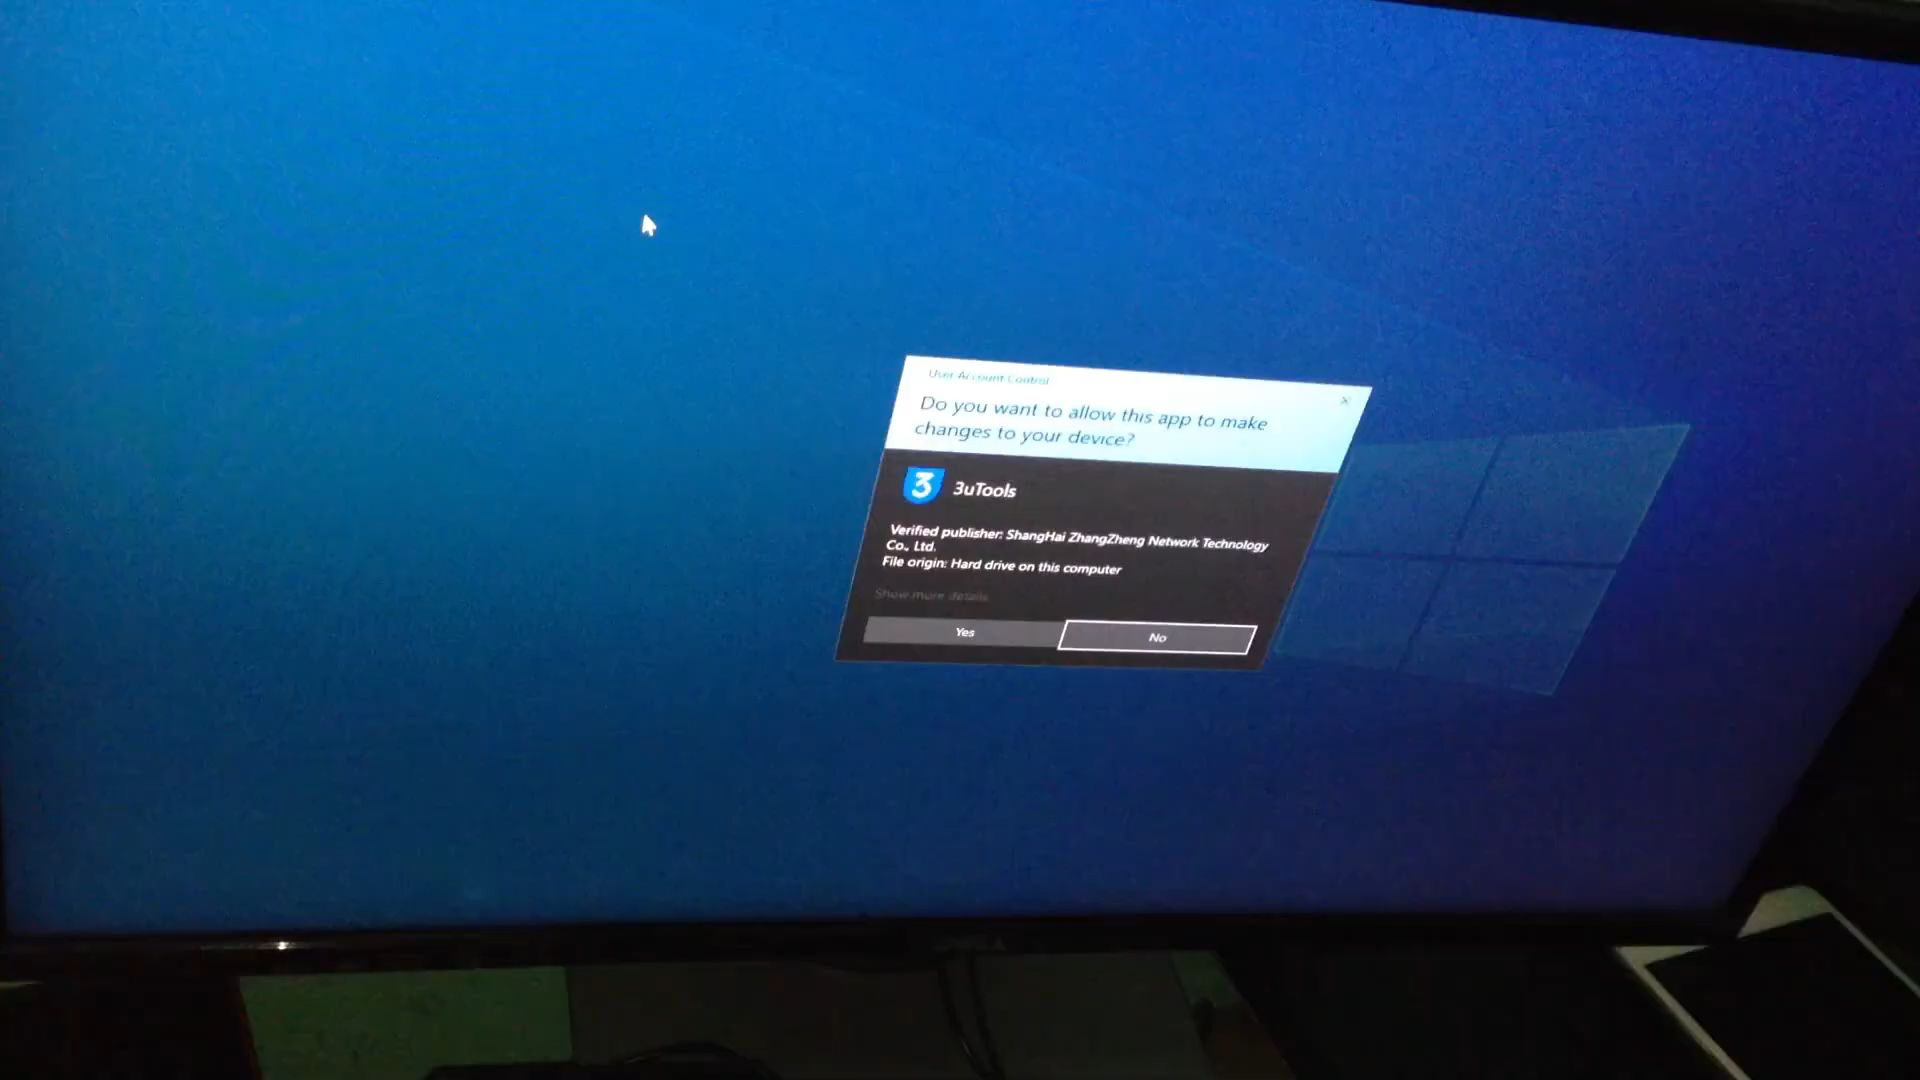 User Account Control
Do you want to allow this app to make
changes to your device?
3
3uTools
Verified publisher: ShangHai ZhangZheng Network Technology
Co., Ltd.
File origin: Hard drive on this computer
Show more details
Yes
No